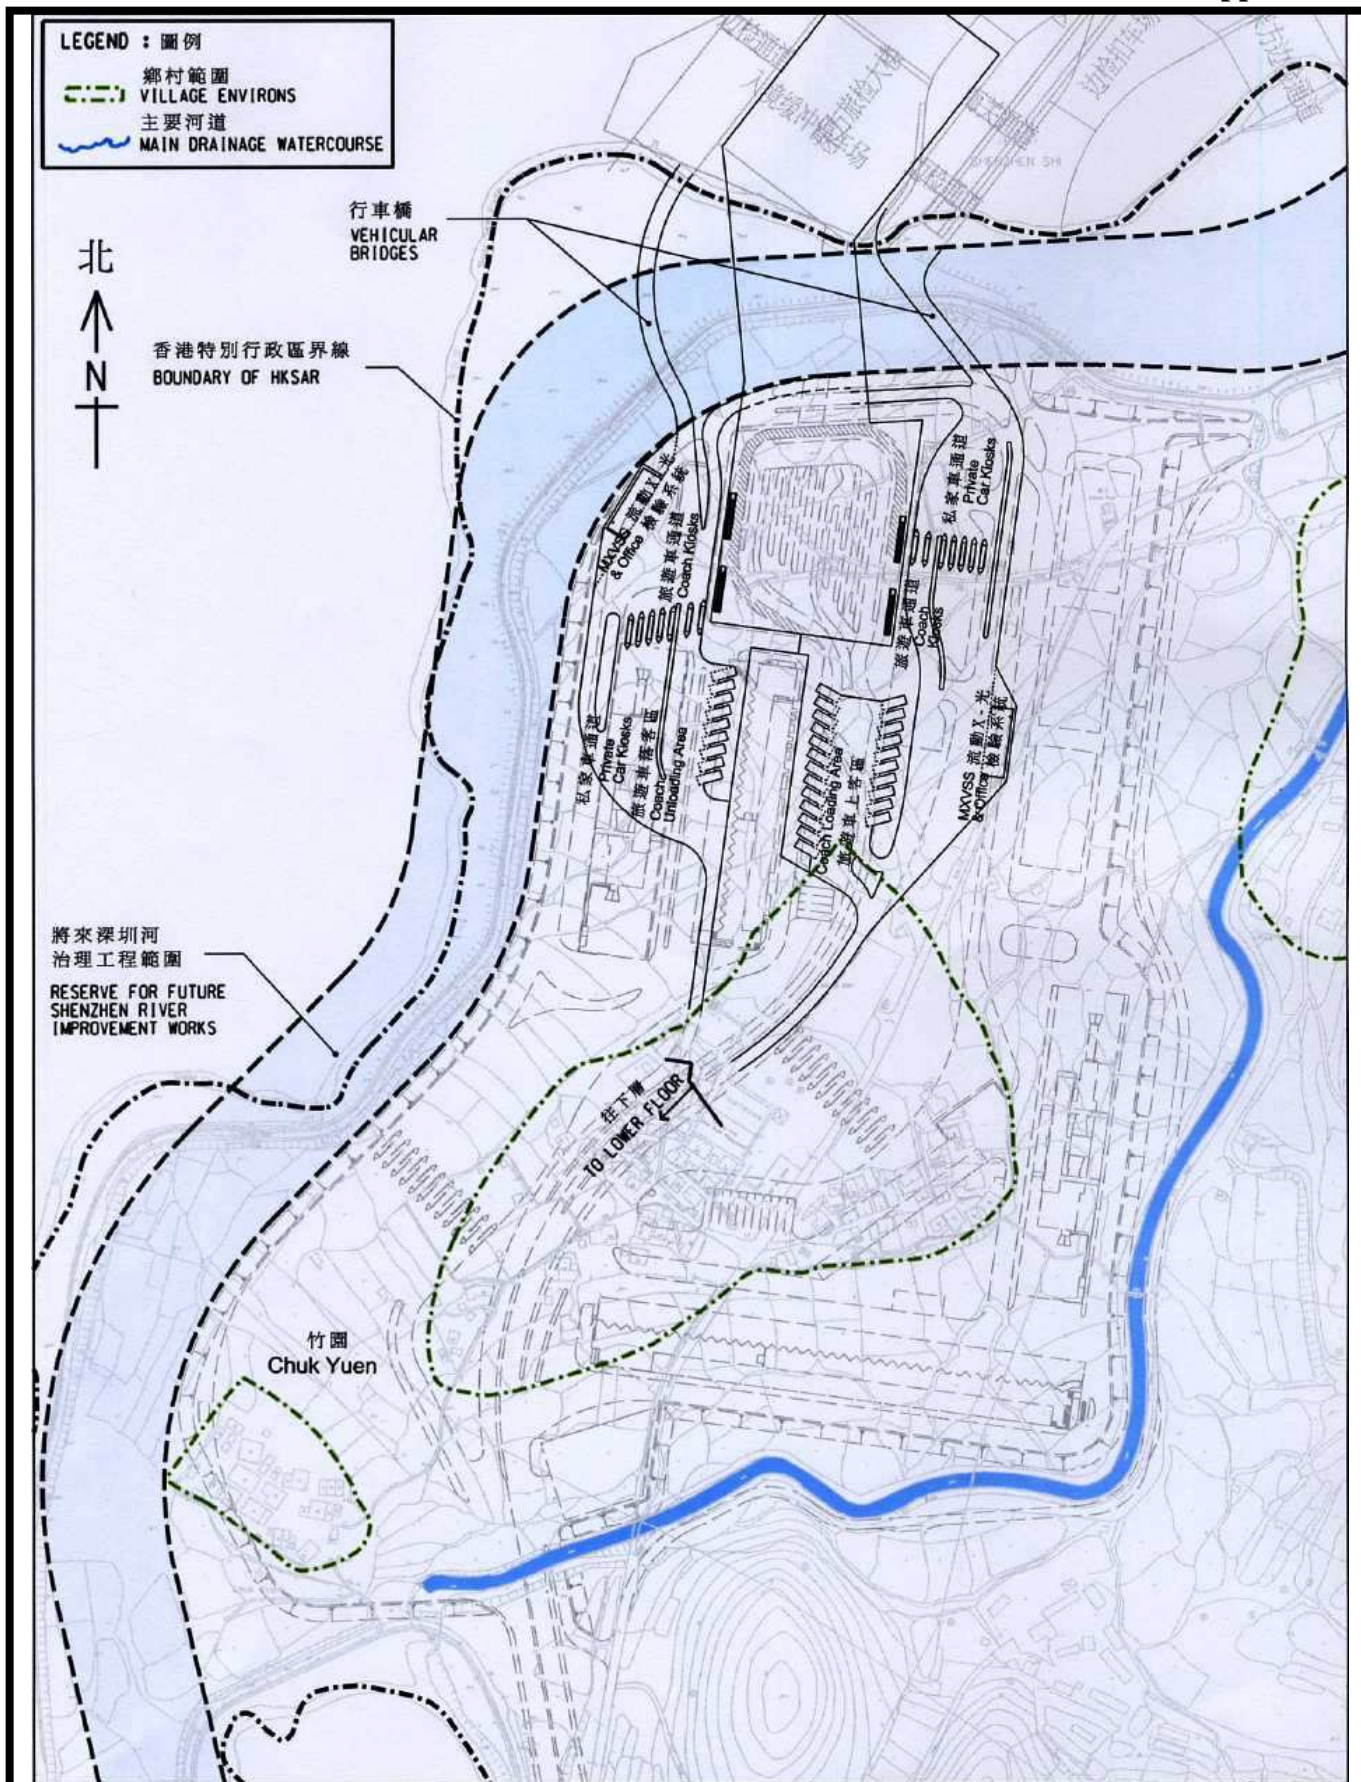 LEGEND : 圖例
鄉村範圍
VILLAGE ENVIRONS
主要河道
MAIN DRAINAGE WATERCOURSE
SHENZHEN SHI
行車橋
VEHICULAR
BRIDGES
北
N
香港特別行政區界線
BOUNDARY OF HKSAR
MXVSS 流動X-光
& Office 檢驗系統
旅遊車通道
Coach Kiosks
私家車通道
Private
Car Kiosks
旅遊車通道
Coach
Kiosks
私家車通道
Private
Car Kiosks
旅遊車落客區
Coach
Unloading Area
Coach Loading Area
旅遊車上客區
MXVSS 流動X-光
& Office 檢驗系統
將來深圳河
治理工程範圍
RESERVE FOR FUTURE
SHENZHEN RIVER
IMPROVEMENT WORKS
往下層
TO LOWER FLOOR
竹園
Chuk Yuen